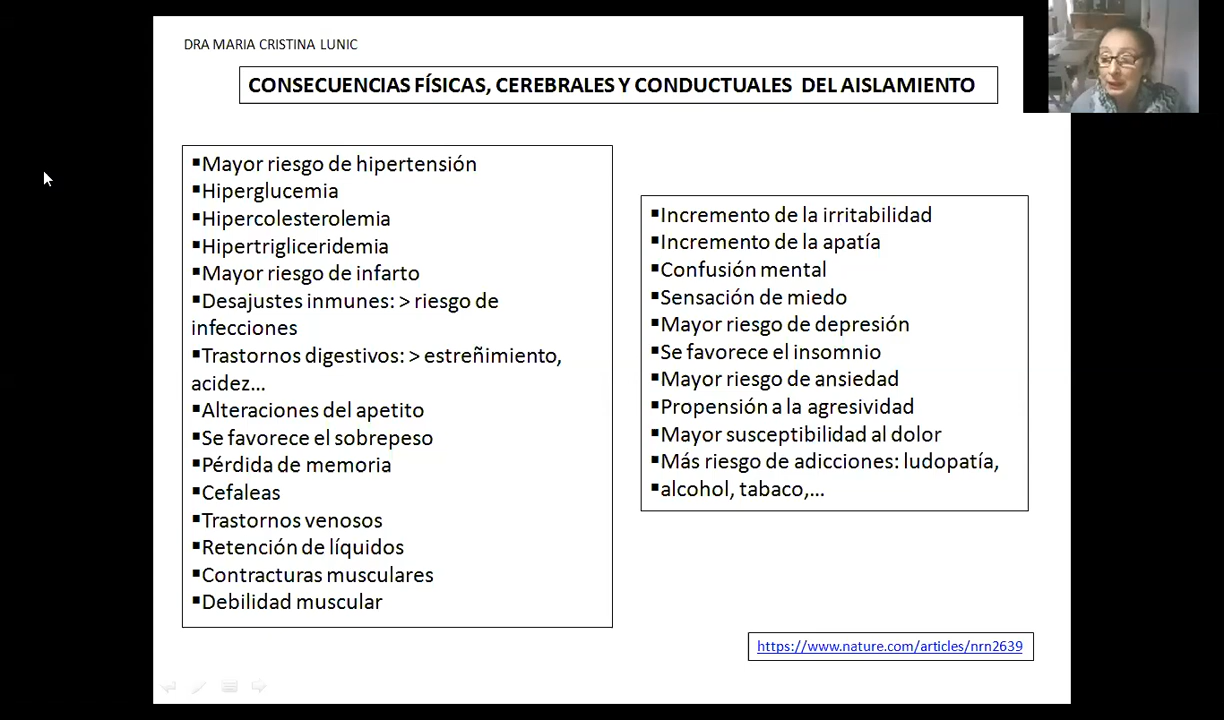 DRA MARIA CRISTINA LUNIC
CONSECUENCIAS FÍSICAS, CEREBRALES Y CONDUCTUALES DEL AISLAMIENTO
▪Mayor riesgo de hipertensión
▪Hiperglucemia
▪Hipercolesterolemia
▪Hipertrigliceridemia
▪Mayor riesgo de infarto
▪Desajustes inmunes: > riesgo de
infecciones
▪Trastornos digestivos: > estreñimiento,
acidez...
▪Alteraciones del apetito
▪Se favorece el sobrepeso
▪Pérdida de memoria
▪Cefaleas
▪Trastornos venosos
▪Retención de líquidos
▪Contracturas musculares
▪Debilidad muscular
▪Incremento de la irritabilidad
▪Incremento de la apatía
▪Confusión mental
▪Sensación de miedo
▪Mayor riesgo de depresión
▪Se favorece el insomnio
▪Mayor riesgo de ansiedad
▪Propensión a la agresividad
▪Mayor susceptibilidad al dolor
▪Más riesgo de adicciones: ludopatía,
▪alcohol, tabaco,...
https://www.nature.com/articles/nrn2639